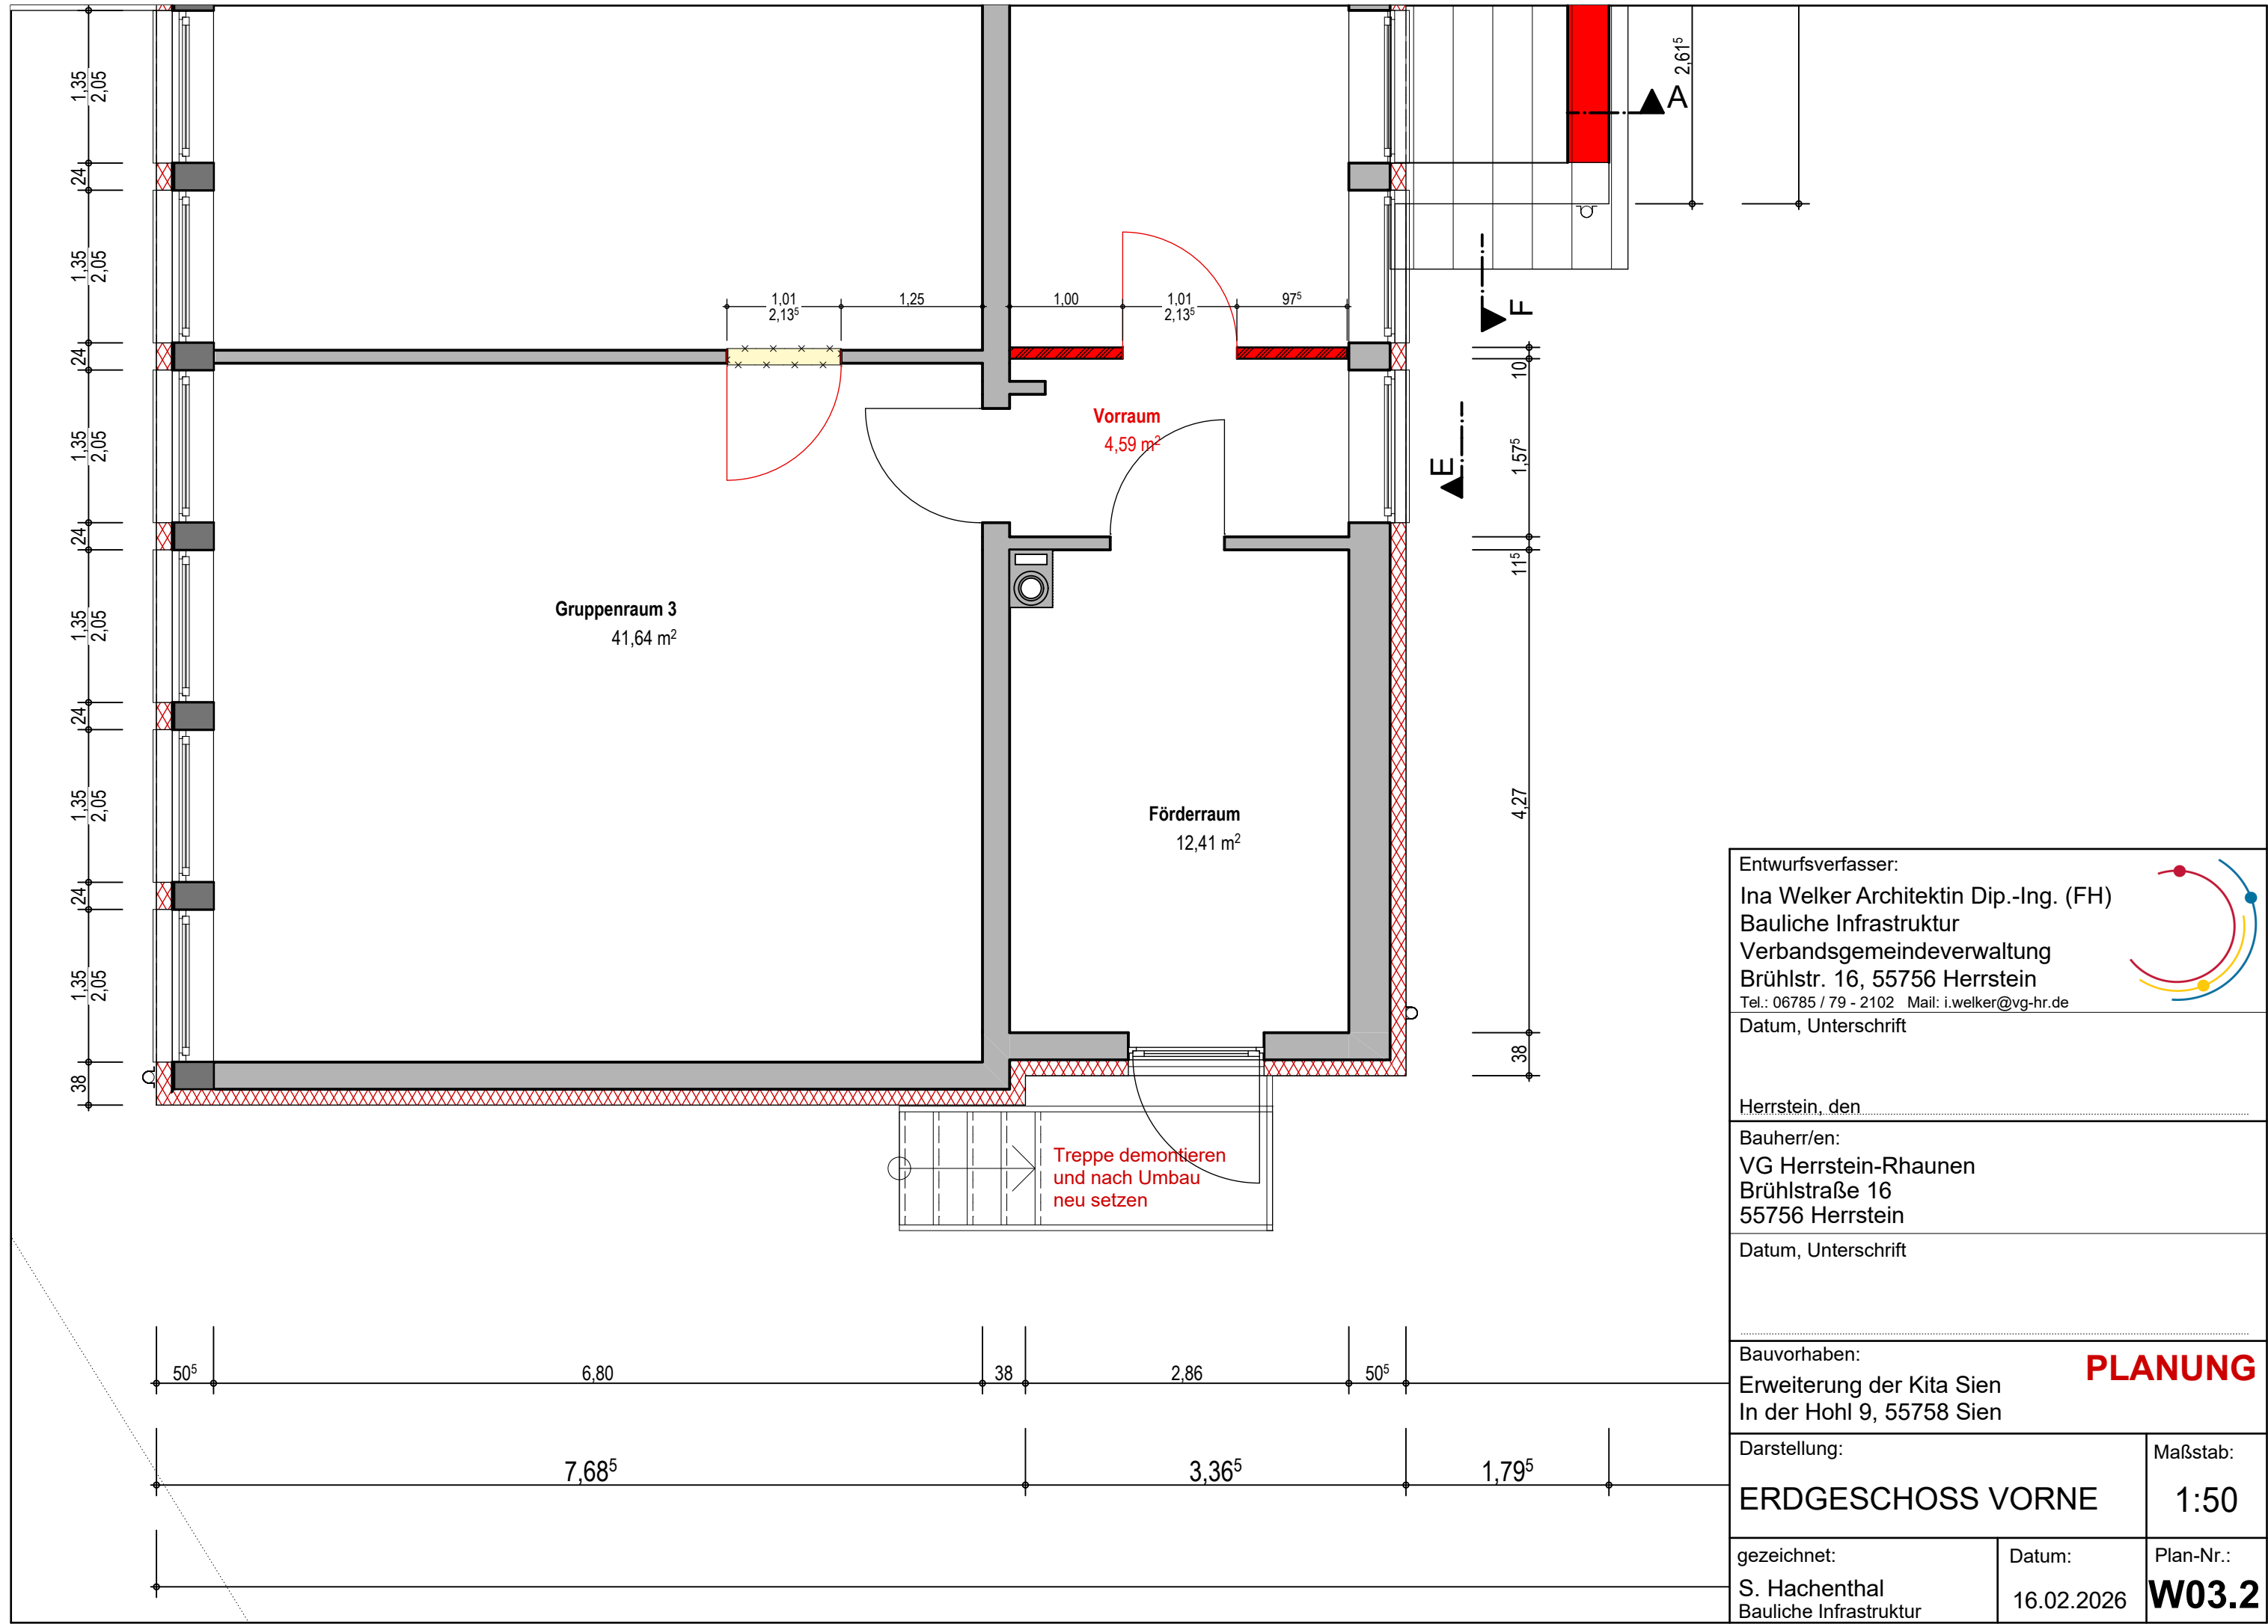 1,35
2,05
24
1,35
2,05
24
1,35
2,05
24
1,35
2,05
24
1,35
2,05
24
1,35
2,05
38
1,01
2,13⁵
1,25
1,00
1,01
2,13⁵
97⁵
2,61⁵
A
F
E
10
1,57⁵
11⁵
4,27
38
Vorraum
4,59 m²
Gruppenraum 3
41,64 m²
Förderraum
12,41 m²
Treppe demontieren
und nach Umbau
neu setzen
50⁵
6,80
38
2,86
50⁵
7,68⁵
3,36⁵
1,79⁵
Entwurfsverfasser:
Ina Welker Architektin Dip.-Ing. (FH)
Bauliche Infrastruktur
Verbandsgemeindeverwaltung
Brühlstr. 16, 55756 Herrstein
Tel.: 06785 / 79 - 2102 Mail: i.welker@vg-hr.de
Datum, Unterschrift
Herrstein, den
Bauherr/en:
VG Herrstein-Rhaunen
Brühlstraße 16
55756 Herrstein
Datum, Unterschrift
Bauvorhaben:
PLANUNG
Erweiterung der Kita Sien
In der Hohl 9, 55758 Sien
Darstellung:
ERDGESCHOSS VORNE
Maßstab:
1:50
gezeichnet:
S. Hachenthal
Bauliche Infrastruktur
Datum:
16.02.2026
Plan-Nr.:
W03.2